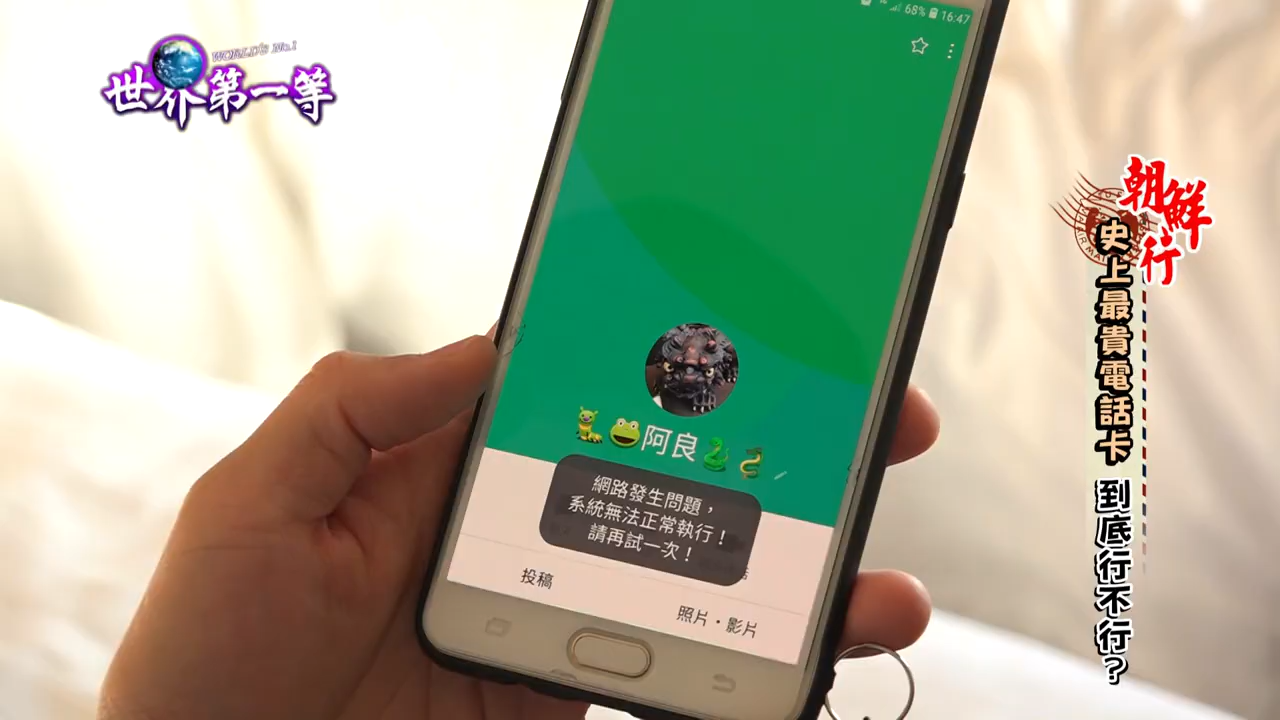 WORLD'S No.1
世界第一等
68% 16:47
朝鮮行
史上最貴電話卡 到底行不行?
阿良
網路發生問題，
系統無法正常執行！
請再試一次！
投稿
照片・影片